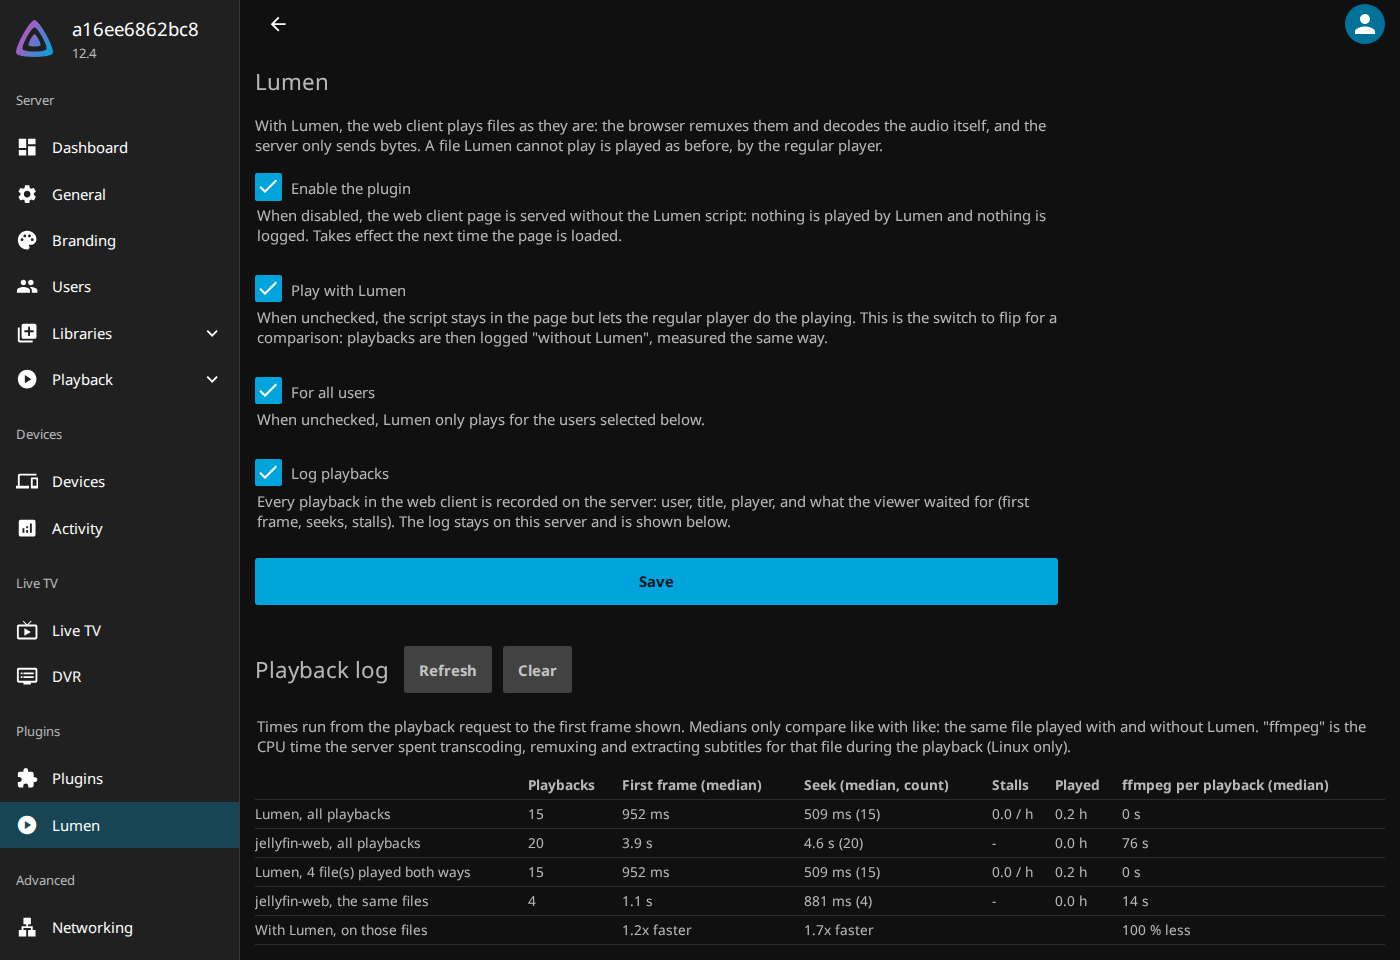 a16ee6862bc8
12.4
Server
Dashboard
General
Branding
Users
Libraries
Playback
Devices
Devices
Activity
Live TV
Live TV
DVR
Plugins
Plugins
Lumen
Advanced
Networking
Lumen
With Lumen, the web client plays files as they are: the browser remuxes them and decodes the audio itself, and the
server only sends bytes. A file Lumen cannot play is played as before, by the regular player.
Enable the plugin
When disabled, the web client page is served without the Lumen script: nothing is played by Lumen and nothing is
logged. Takes effect the next time the page is loaded.
Play with Lumen
When unchecked, the script stays in the page but lets the regular player do the playing. This is the switch to flip for a
comparison: playbacks are then logged "without Lumen", measured the same way.
For all users
When unchecked, Lumen only plays for the users selected below.
Log playbacks
Every playback in the web client is recorded on the server: user, title, player, and what the viewer waited for (first
frame, seeks, stalls). The log stays on this server and is shown below.
Save
Playback log Refresh Clear
Times run from the playback request to the first frame shown. Medians only compare like with like: the same file played with and without Lumen. "ffmpeg" is the
CPU time the server spent transcoding, remuxing and extracting subtitles for that file during the playback (Linux only).
Playbacks First frame (median) Seek (median, count) Stalls Played ffmpeg per playback (median)
Lumen, all playbacks 15 952 ms 509 ms (15) 0.0 / h 0.2 h 0 s
jellyfin-web, all playbacks 20 3.9 s 4.6 s (20) - 0.0 h 76 s
Lumen, 4 file(s) played both ways 15 952 ms 509 ms (15) 0.0 / h 0.2 h 0 s
jellyfin-web, the same files 4 1.1 s 881 ms (4) - 0.0 h 14 s
With Lumen, on those files 1.2x faster 1.7x faster 100 % less